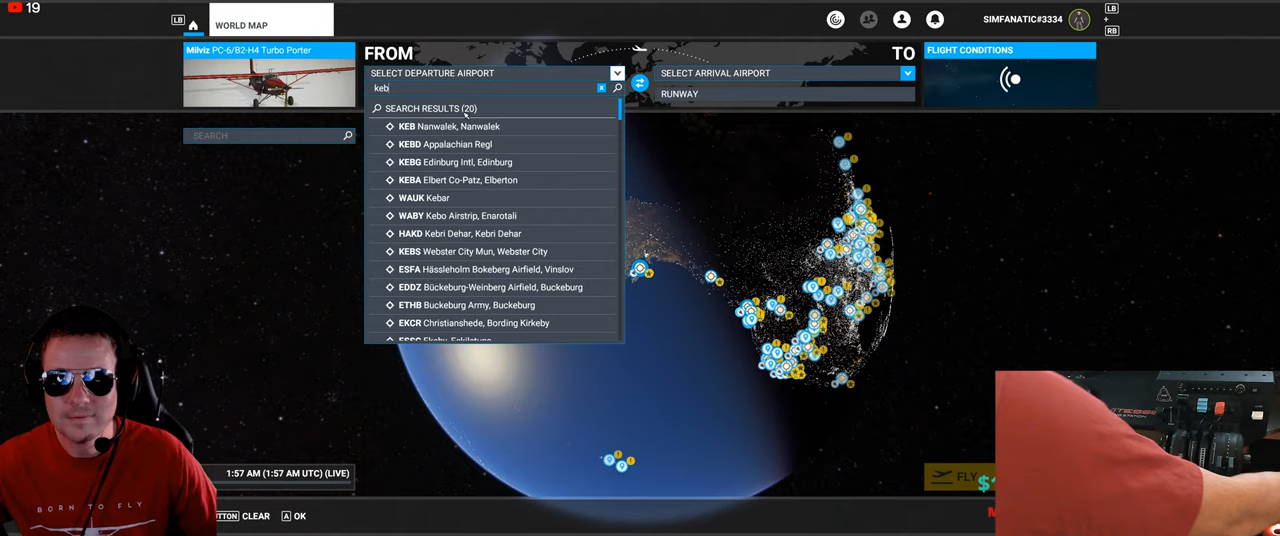 19
LB
WORLD MAP
SIMFANATIC#3334
LB
+
RB
Milviz PC-6/B2-H4 Turbo Porter
FROM
TO
FLIGHT CONDITIONS
SELECT DEPARTURE AIRPORT
SELECT ARRIVAL AIRPORT
keb
RUNWAY
SEARCH RESULTS (20)
SEARCH
KEB Nanwalek, Nanwalek
KEBD Appalachian Regl
KEBG Edinburg Intl, Edinburg
KEBA Elbert Co-Patz, Elberton
WAUK Kebar
WABY Kebo Airstrip, Enarotali
HAKD Kebri Dehar, Kebri Dehar
KEBS Webster City Mun, Webster City
ESFA Hässleholm Bokeberg Airfield, Vinslov
EDDZ Bückeburg-Weinberg Airfield, Buckeburg
ETHB Buckeburg Army, Buckeburg
EKCR Christianshede, Bording Kirkeby
1:57 AM (1:57 AM UTC) (LIVE)
FLY
BORN TO FLY
CLEAR
A OK